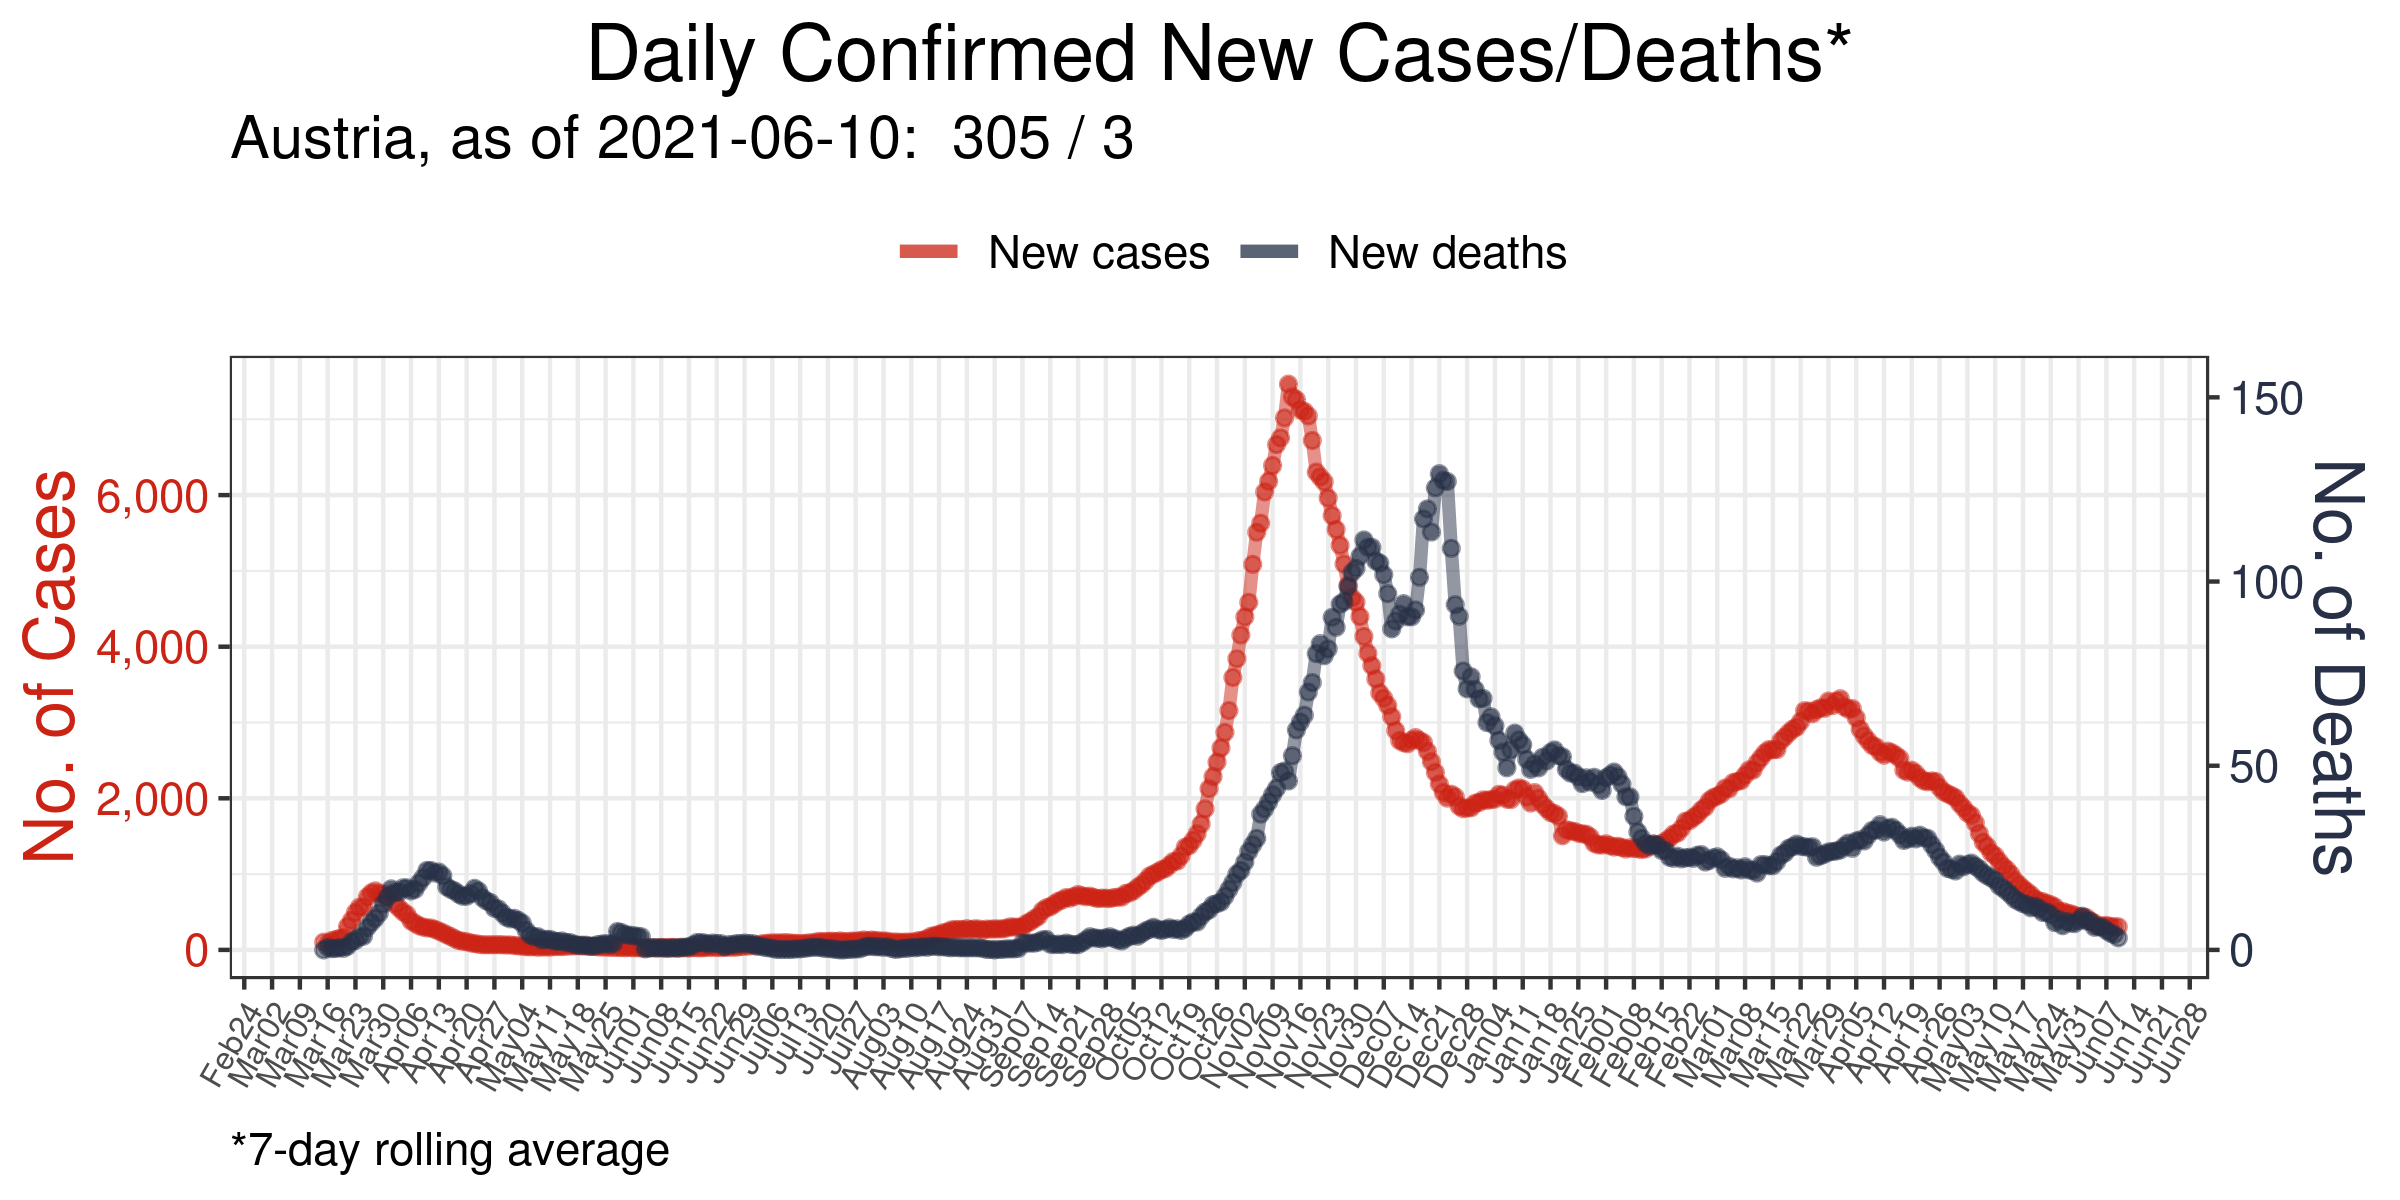 Daily Confirmed New Cases/Deaths*
Austria, as of 2021-06-10:  305 / 3
New cases
New deaths
No. of Cases
6,000
4,000
2,000
0
150
100
50
0
No. of Deaths
Feb24
Mar02
Mar09
Mar16
Mar23
Mar30
Apr06
Apr13
Apr20
Apr27
May04
May11
May18
May25
Jun01
Jun08
Jun15
Jun22
Jun29
Jul06
Jul13
Jul20
Jul27
Aug03
Aug10
Aug17
Aug24
Aug31
Sep07
Sep14
Sep21
Sep28
Oct05
Oct12
Oct19
Oct26
Nov02
Nov09
Nov16
Nov23
Nov30
Dec07
Dec14
Dec21
Dec28
Jan04
Jan11
Jan18
Jan25
Feb01
Feb08
Feb15
Feb22
Mar01
Mar08
Mar15
Mar22
Mar29
Apr05
Apr12
Apr19
Apr26
May03
May10
May17
May24
May31
Jun07
Jun14
Jun21
Jun28
*7-day rolling average